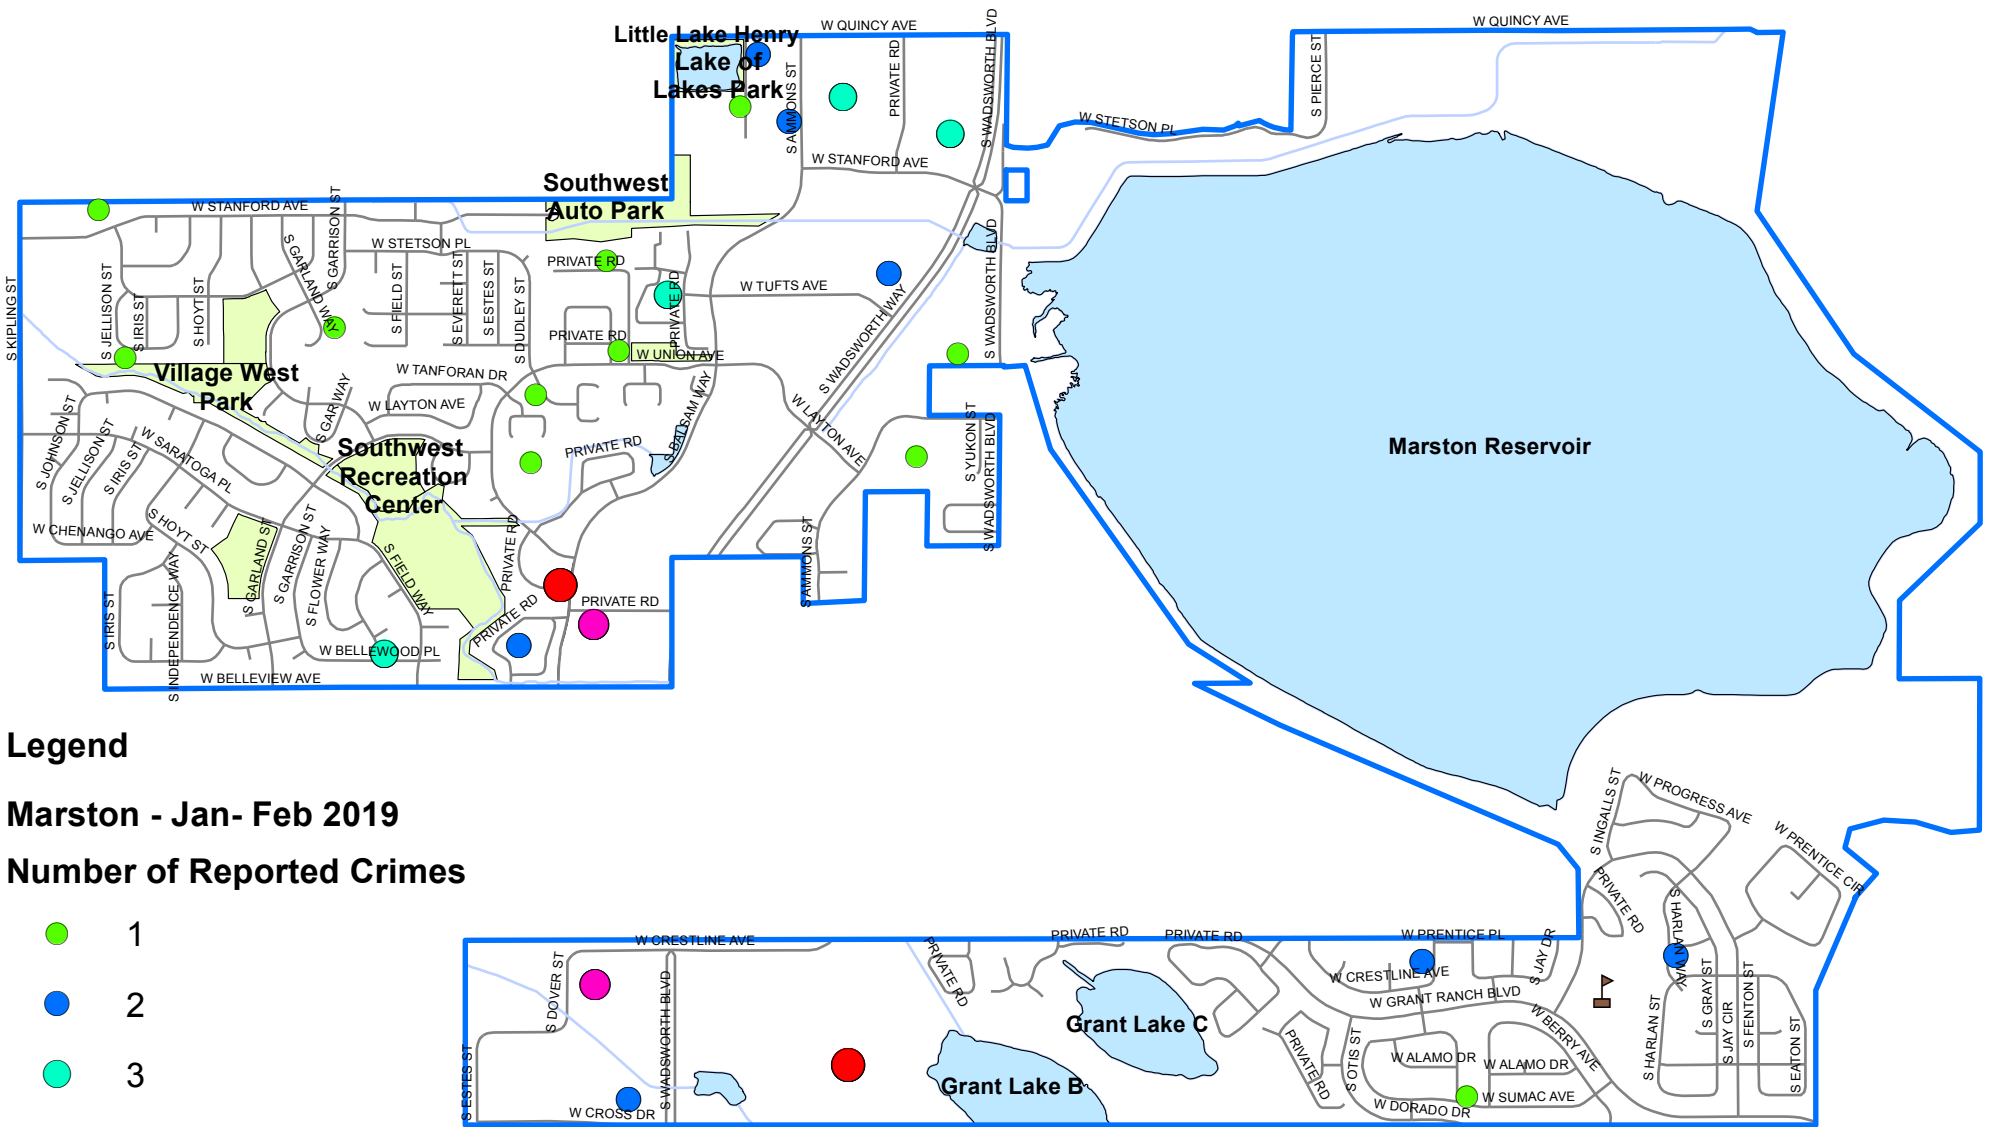 W QUINCY AVE
W QUINCY AVE
Little Lake Henry
Lake of
Lakes Park
S AMMONS ST
PRIVATE RD
S WADSWORTH BLVD
S PIERCE ST
W STETSON PL
W STANFORD AVE
Southwest
Auto Park
W STANFORD AVE
S GARRISON ST
W STETSON PL
S GARLAND WAY
S KIPLING ST
S JELLISON ST
S IRIS ST
S HOYT ST
S FIELD ST
S EVERETT ST
S ESTES ST
S DUDLEY ST
PRIVATE RD
PRIVATE RD
PRIVATE RD
W TUFTS AVE
S WADSWORTH WAY
S WADSWORTH BLVD
W UNION AVE
Village West
Park
W TANFORAN DR
W LAYTON AVE
S GAR WAY
S BALSAM WAY
W LAYTON AVE
S YUKON ST
S WADSWORTH BLVD
Marston Reservoir
S JOHNSON ST
S JELLISON ST
S IRIS ST
W SARATOGA PL
Southwest
Recreation
Center
PRIVATE RD
W CHENANGO AVE
S HOYT ST
S GARLAND ST
S GARRISON ST
S FLOWER WAY
S FIELD WAY
PRIVATE RD
S AMMONS ST
S IRIS ST
S INDEPENDENCE WAY
PRIVATE RD
PRIVATE RD
W BELLEWOOD PL
W BELLEVIEW AVE
Legend
Marston - Jan- Feb 2019
Number of Reported Crimes
1
2
3
S INGALLS ST
W PROGRESS AVE
W PRENTICE CIR
PRIVATE RD
S HARLAN WAY
W CRESTLINE AVE
PRIVATE RD
PRIVATE RD
PRIVATE RD
W PRENTICE PL
S JAY DR
S DOVER ST
S WADSWORTH BLVD
W CRESTLINE AVE
W GRANT RANCH BLVD
W BERRY AVE
S GRAY ST
S FENTON ST
Grant Lake C
S HARLAN ST
S JAY CIR
S EATON ST
PRIVATE RD
S OTIS ST
W ALAMO DR
W ALAMO DR
Grant Lake B
S ESTES ST
W CROSS DR
W DORADO DR
W SUMAC AVE